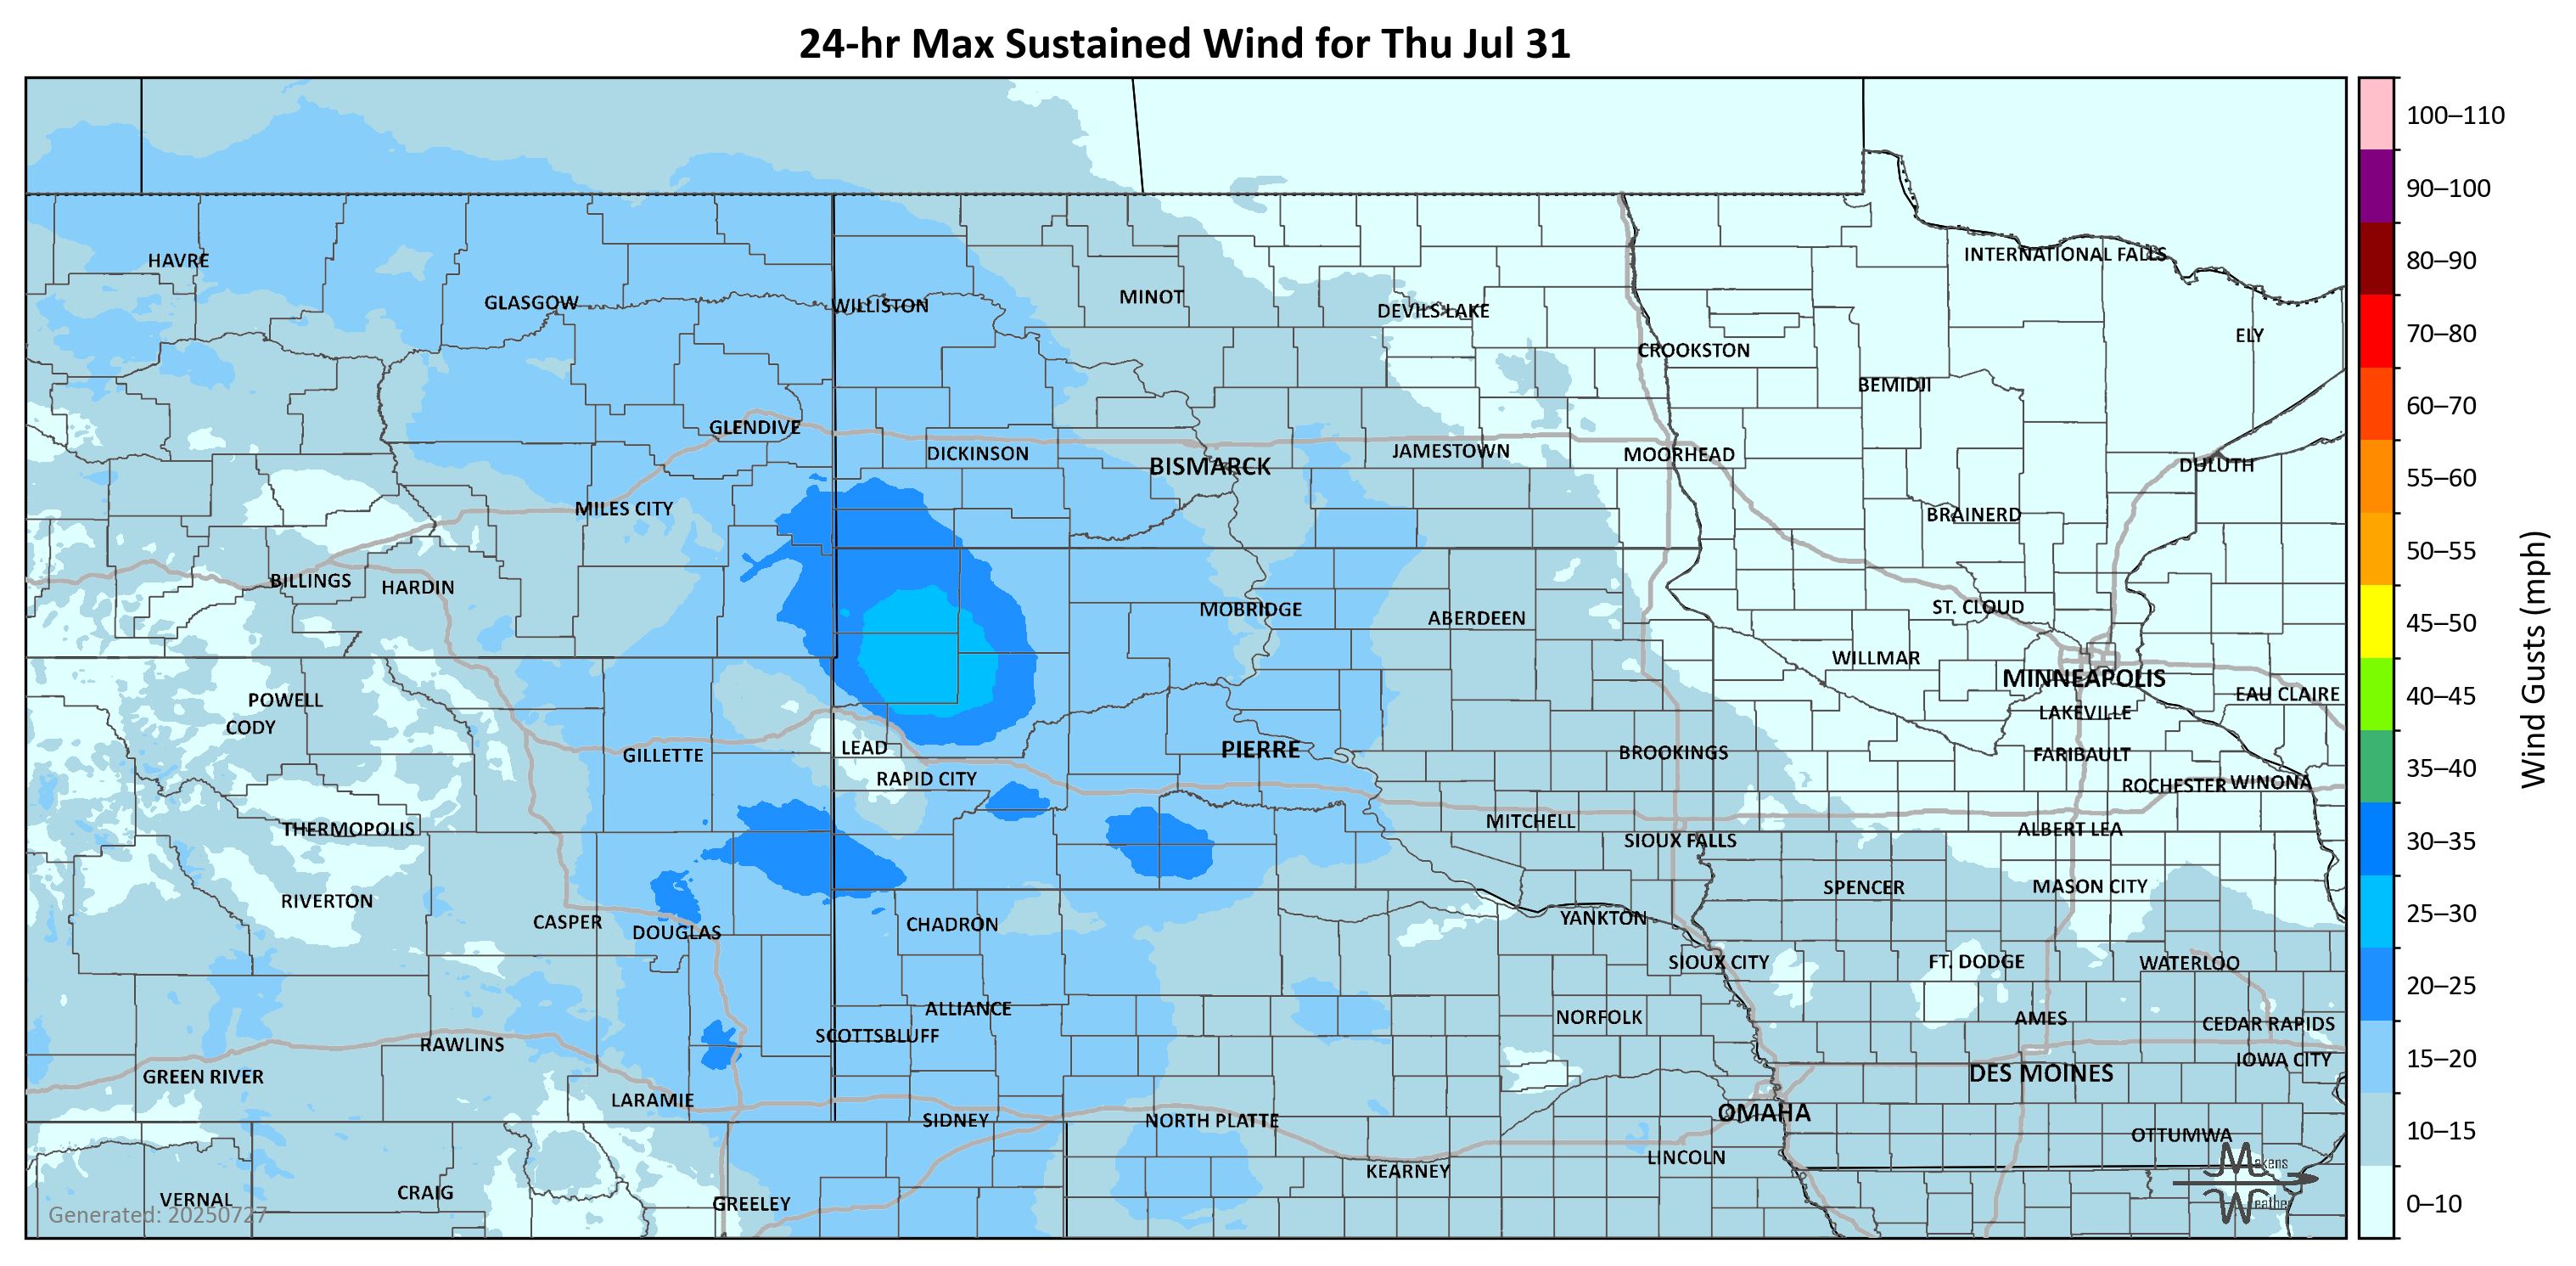 24-hr Max Sustained Wind for Thu Jul 31
100–110
90–100
80–90
70–80
60–70
55–60
50–55
45–50
40–45
35–40
30–35
25–30
20–25
15–20
10–15
0–10
Wind Gusts (mph)
HAVRE
GLASGOW
WILLISTON
MINOT
DEVILS LAKE
INTERNATIONAL FALLS
ELY
CROOKSTON
BEMIDJI
GLENDIVE
DICKINSON
BISMARCK
JAMESTOWN
MOORHEAD
DULUTH
MILES CITY
BRAINERD
BILLINGS
HARDIN
MOBRIDGE
ABERDEEN
ST. CLOUD
WILLMAR
MINNEAPOLIS
EAU CLAIRE
POWELL
CODY
LAKEVILLE
GILLETTE
LEAD
PIERRE
BROOKINGS
FARIBAULT
RAPID CITY
ROCHESTER
WINONA
THERMOPOLIS
MITCHELL
SIOUX FALLS
ALBERT LEA
RIVERTON
SPENCER
MASON CITY
CASPER
DOUGLAS
CHADRON
YANKTON
SIOUX CITY
FT. DODGE
WATERLOO
ALLIANCE
NORFOLK
AMES
CEDAR RAPIDS
SCOTTSBLUFF
RAWLINS
IOWA CITY
GREEN RIVER
DES MOINES
LARAMIE
SIDNEY
NORTH PLATTE
OMAHA
OTTUMWA
LINCOLN
KEARNEY
VERNAL
CRAIG
GREELEY
Makens
Weather
Generated: 20250727